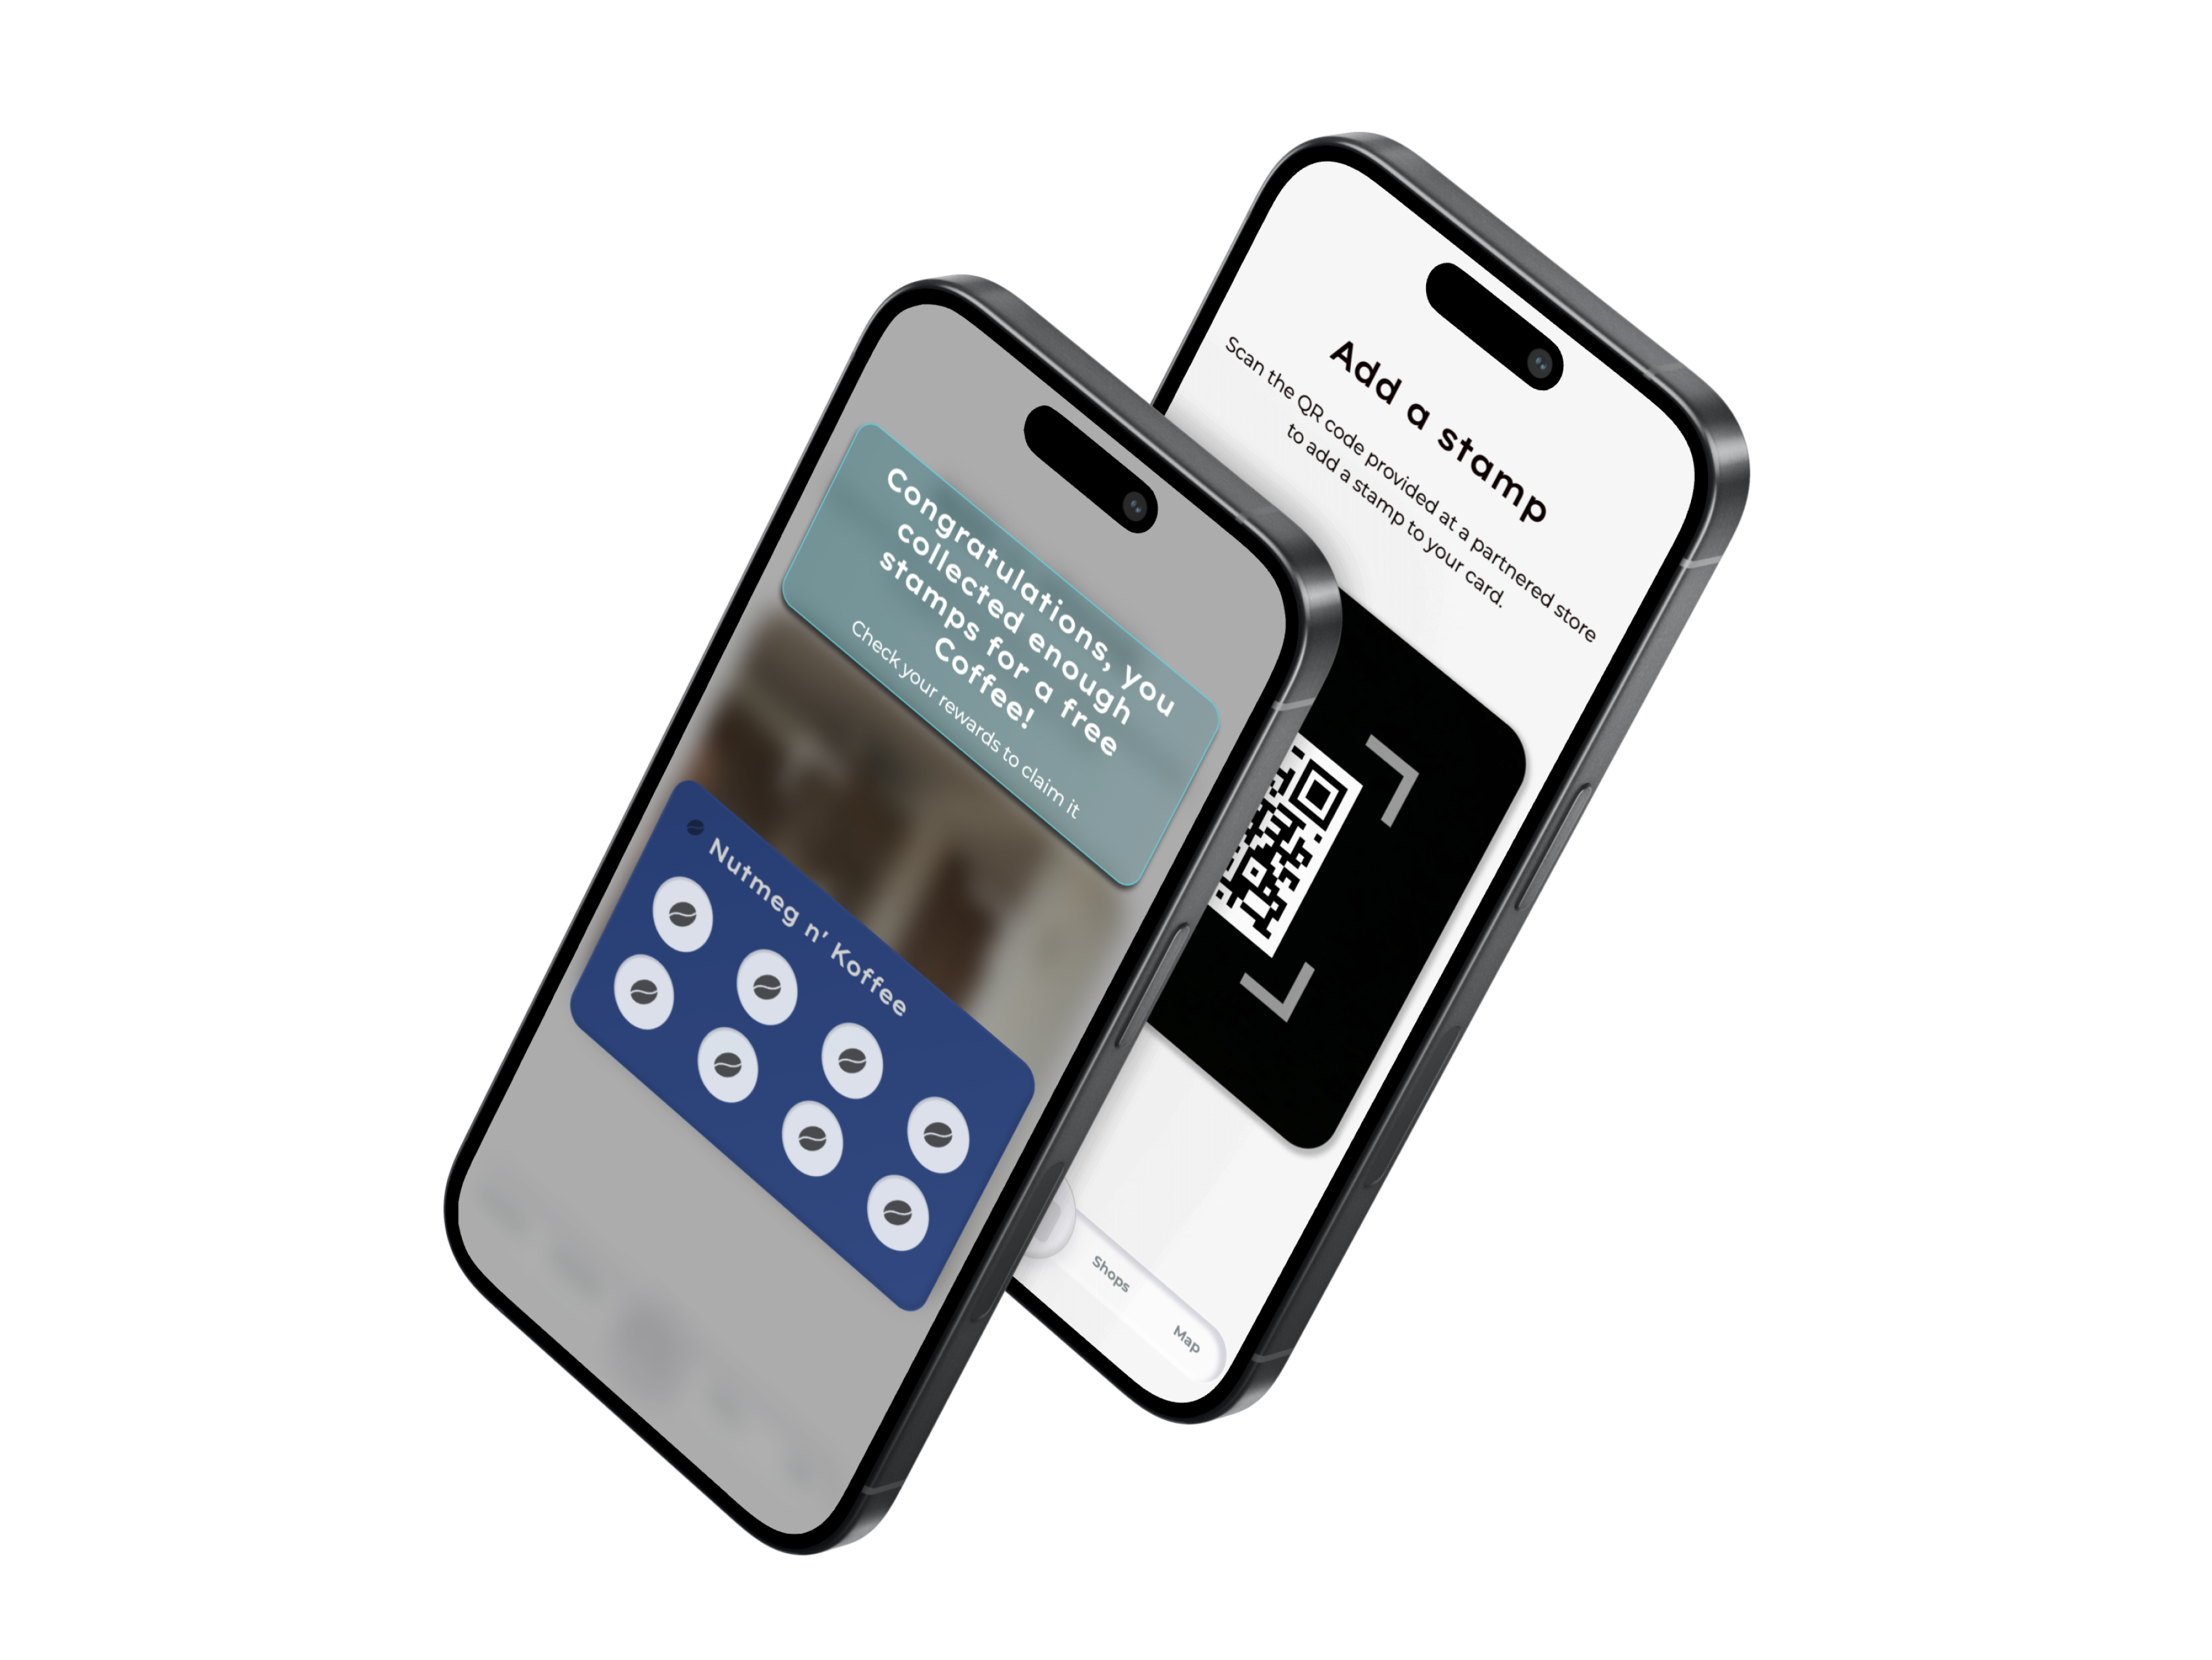 Congratulations, you
collected enough
stamps for a free
Coffee!
Check your rewards to claim it
Nutmeg n' Koffee
Add a stamp
Scan the QR code provided at a partnered store
to add a stamp to your card.
Shops
Map